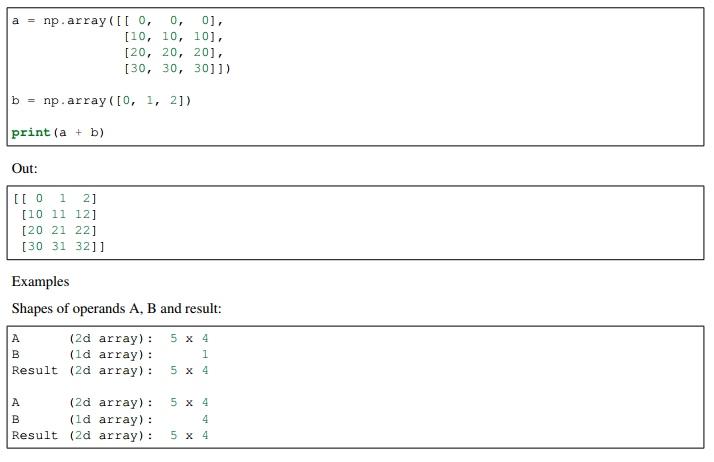 a = np.array([[ 0,  0,  0],
              [10, 10, 10],
              [20, 20, 20],
              [30, 30, 30]])
b = np.array([0, 1, 2])
print(a + b)
Out:
[[ 0  1  2]
 [10 11 12]
 [20 21 22]
 [30 31 32]]
Examples
Shapes of operands A, B and result:
A      (2d array):  5 x 4
B      (1d array):      1
Result (2d array):  5 x 4
A      (2d array):  5 x 4
B      (1d array):      4
Result (2d array):  5 x 4